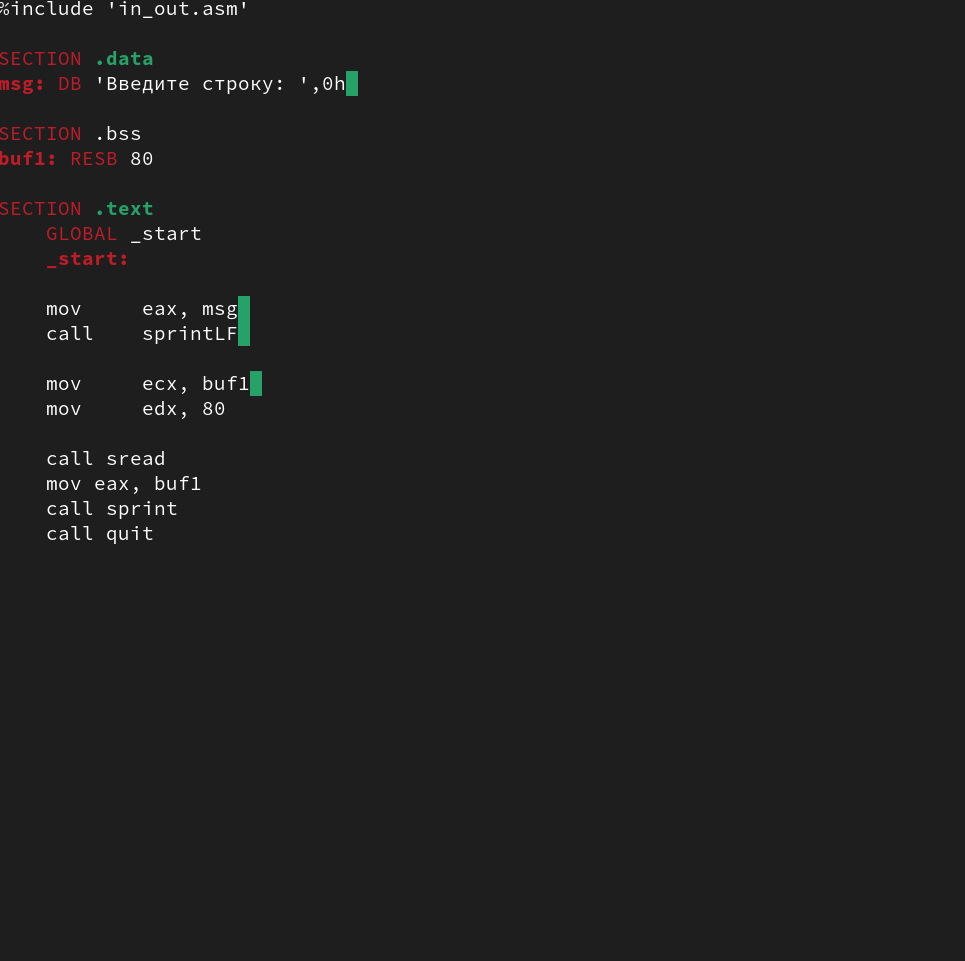 %include 'in_out.asm'
SECTION .data
msg: DB 'Введите строку: ',0h
SECTION .bss
buf1: RESB 80
SECTION .text
GLOBAL _start
_start:
mov eax, msg
call sprintLF
mov ecx, buf1
mov edx, 80
call sread
mov eax, buf1
call sprint
call quit